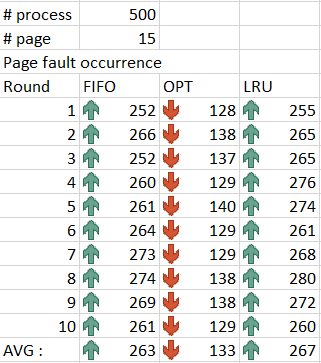 # process 500
# page 15
Page fault occurrence
Round FIFO OPT LRU
1 252 128 255
2 266 138 265
3 252 137 265
4 260 129 276
5 261 140 274
6 264 129 261
7 273 129 268
8 274 138 280
9 269 138 272
10 261 129 260
AVG : 263 133 267